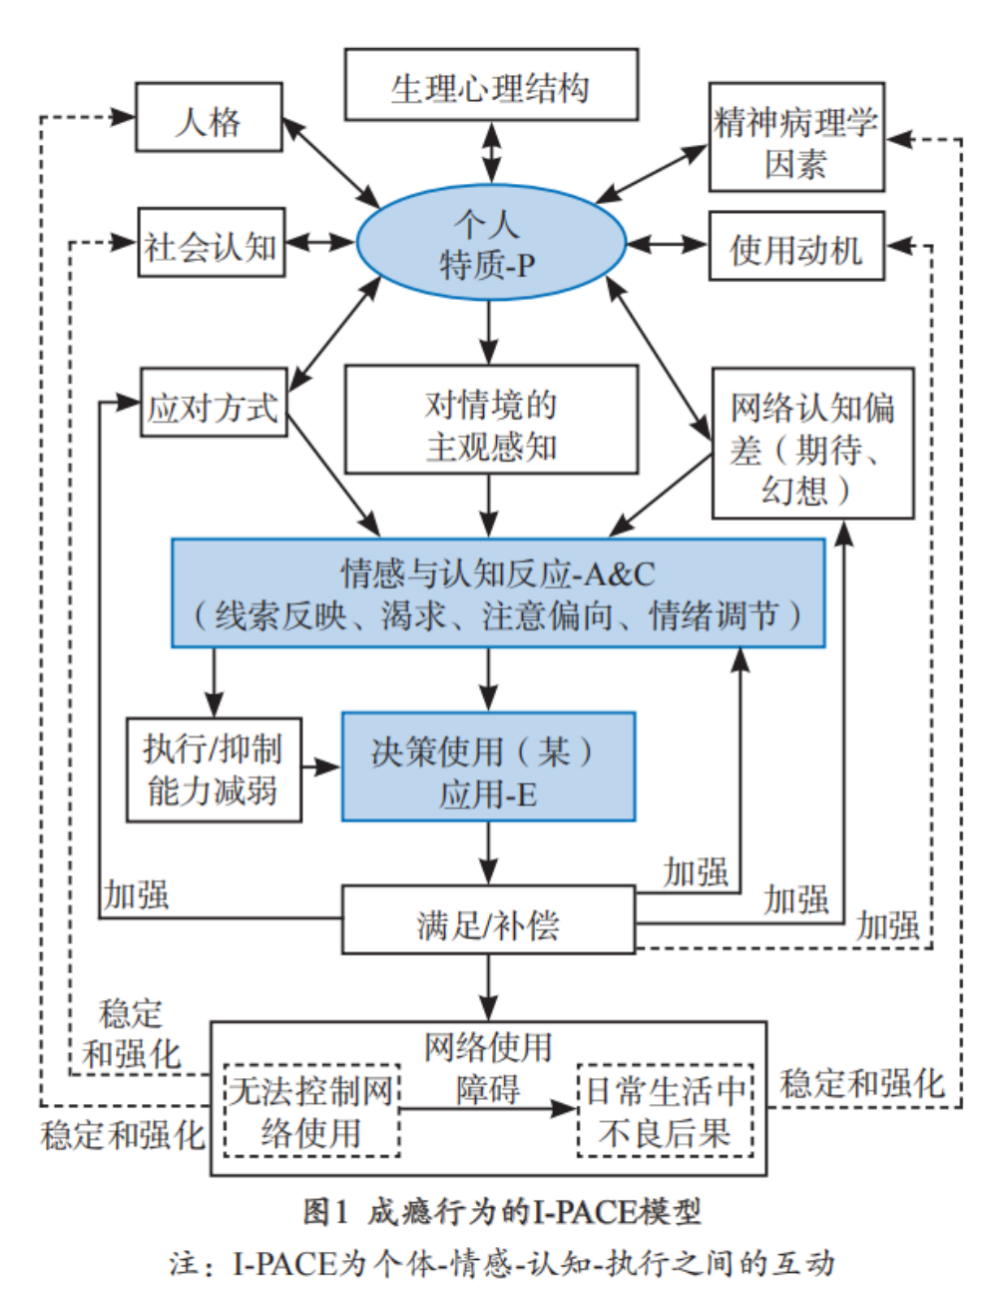 生理心理结构
人格
精神病理学
因素
个人
特质-P
社会认知
使用动机
应对方式
对情境的
主观感知
网络认知偏
差（期待、
幻想）
情感与认知反应-A&C
（线索反映、渴求、注意偏向、情绪调节）
执行/抑制
能力减弱
决策使用（某）
应用-E
加强
加强
加强
加强
满足/补偿
稳定
和强化
稳定和强化
网络使用
障碍
无法控制网
络使用
日常生活中
不良后果
稳定和强化
图1 成瘾行为的I-PACE模型
注：I-PACE为个体-情感-认知-执行之间的互动